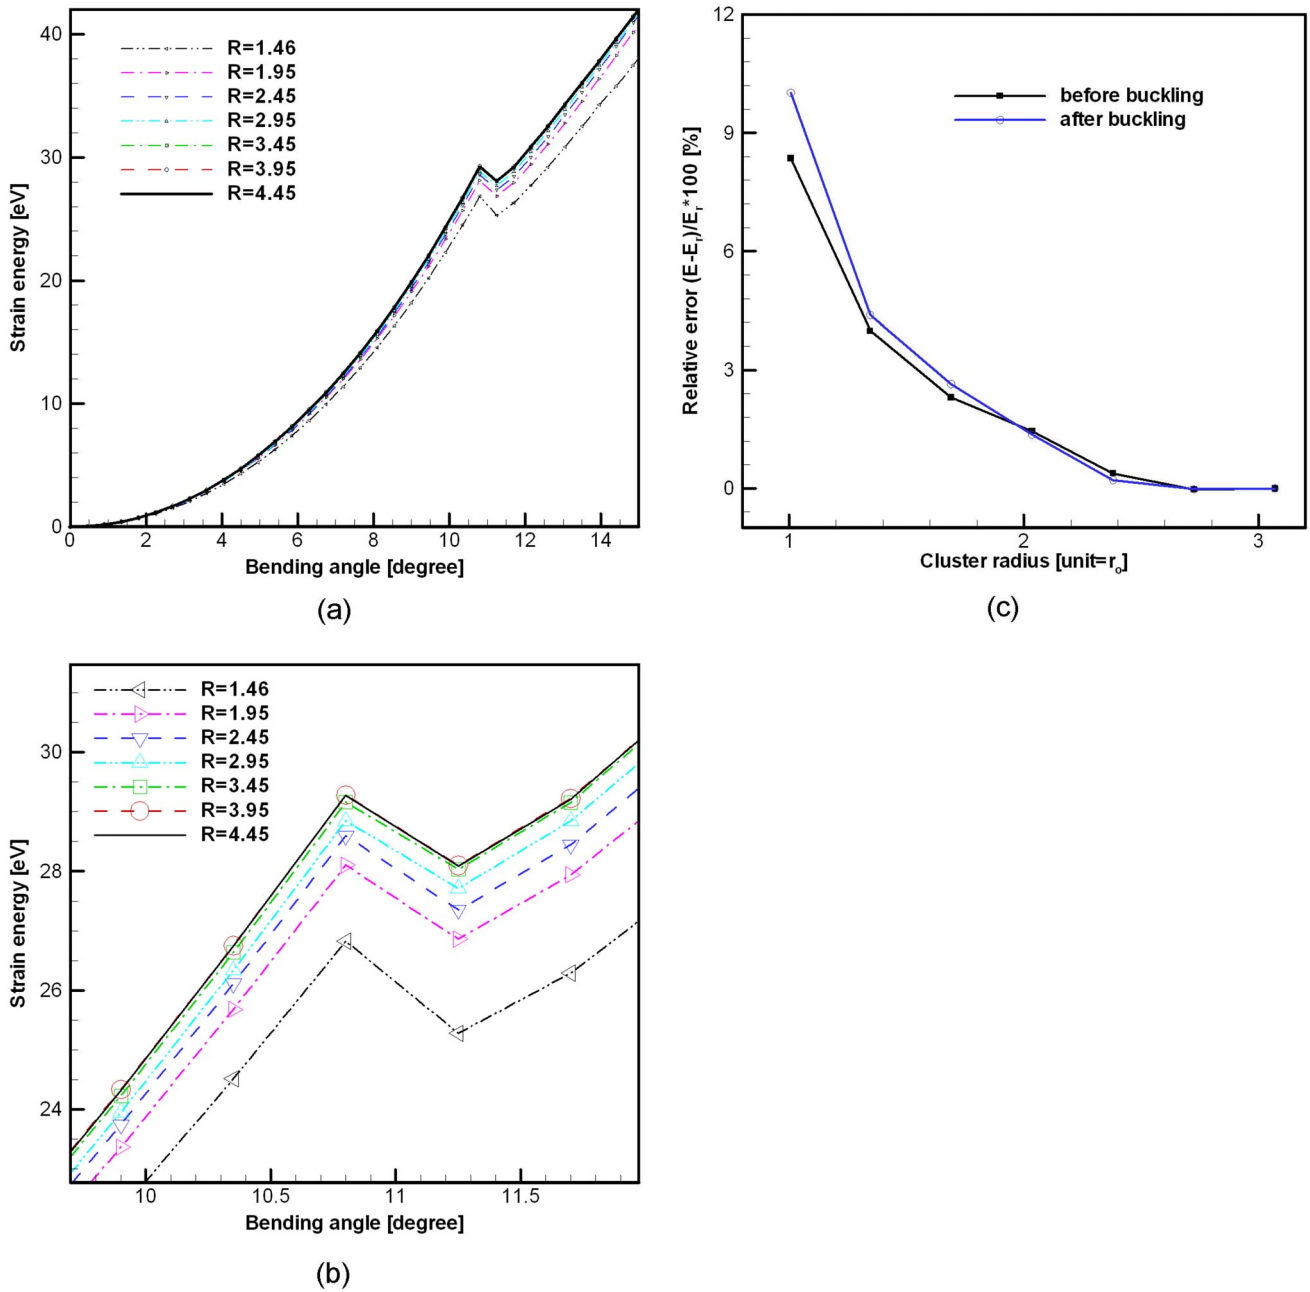 40
30
20
10
0
Strain energy [eV]
R=1.46
R=1.95
R=2.45
R=2.95
R=3.45
R=3.95
R=4.45
0 2 4 6 8 10 12 14
Bending angle [degree]
(a)
12
9
6
3
0
Relative error (E-Er)/Er*100 [%]
before buckling
after buckling
1 2 3
Cluster radius [unit=ro]
(c)
30
28
26
24
Strain energy [eV]
R=1.46
R=1.95
R=2.45
R=2.95
R=3.45
R=3.95
R=4.45
10 10.5 11 11.5
Bending angle [degree]
(b)